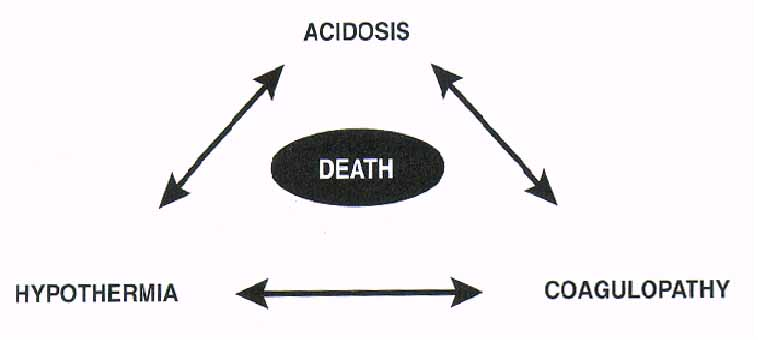 ACIDOSIS
DEATH
HYPOTHERMIA
COAGULOPATHY